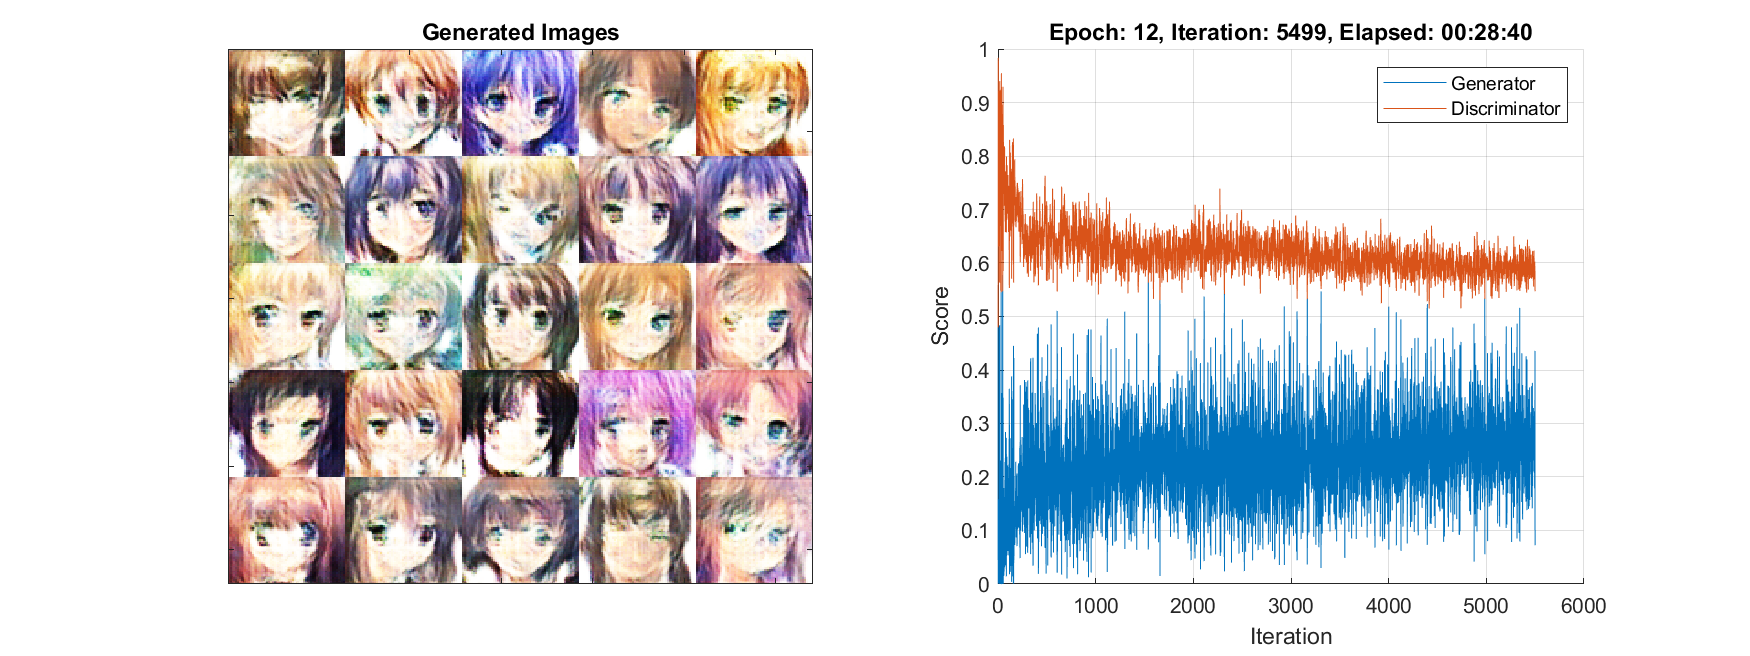 Generated Images
Epoch: 12, Iteration: 5499, Elapsed: 00:28:40
Generator
Discriminator
1
0.9
0.8
0.7
0.6
0.5
0.4
0.3
0.2
0.1
0
Score
0 1000 2000 3000 4000 5000 6000
Iteration